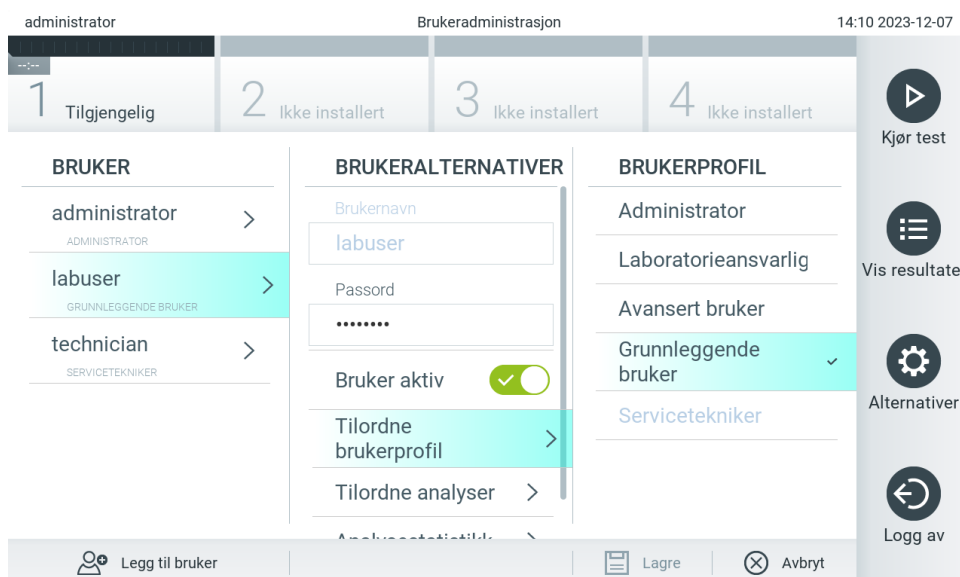 administrator
Brukeradministrasjon
14:10 2023-12-07
--:--
1 Tilgjengelig
2 Ikke installert
3 Ikke installert
4 Ikke installert
BRUKER
administrator
ADMINISTRATOR
labuser
GRUNNLEGGENDE BRUKER
technician
SERVICETEKNIKER
BRUKERALTERNATIVER
Brukernavn
labuser
Passord
••••••••
Bruker aktiv
Tilordne
brukerprofil
Tilordne analyser
Analysestatistikk
BRUKERPROFIL
Administrator
Laboratorieansvarlig
Avansert bruker
Grunnleggende
bruker
Servicetekniker
Kjør test
Vis resultate
Alternativer
Logg av
Legg til bruker
Lagre
Avbryt